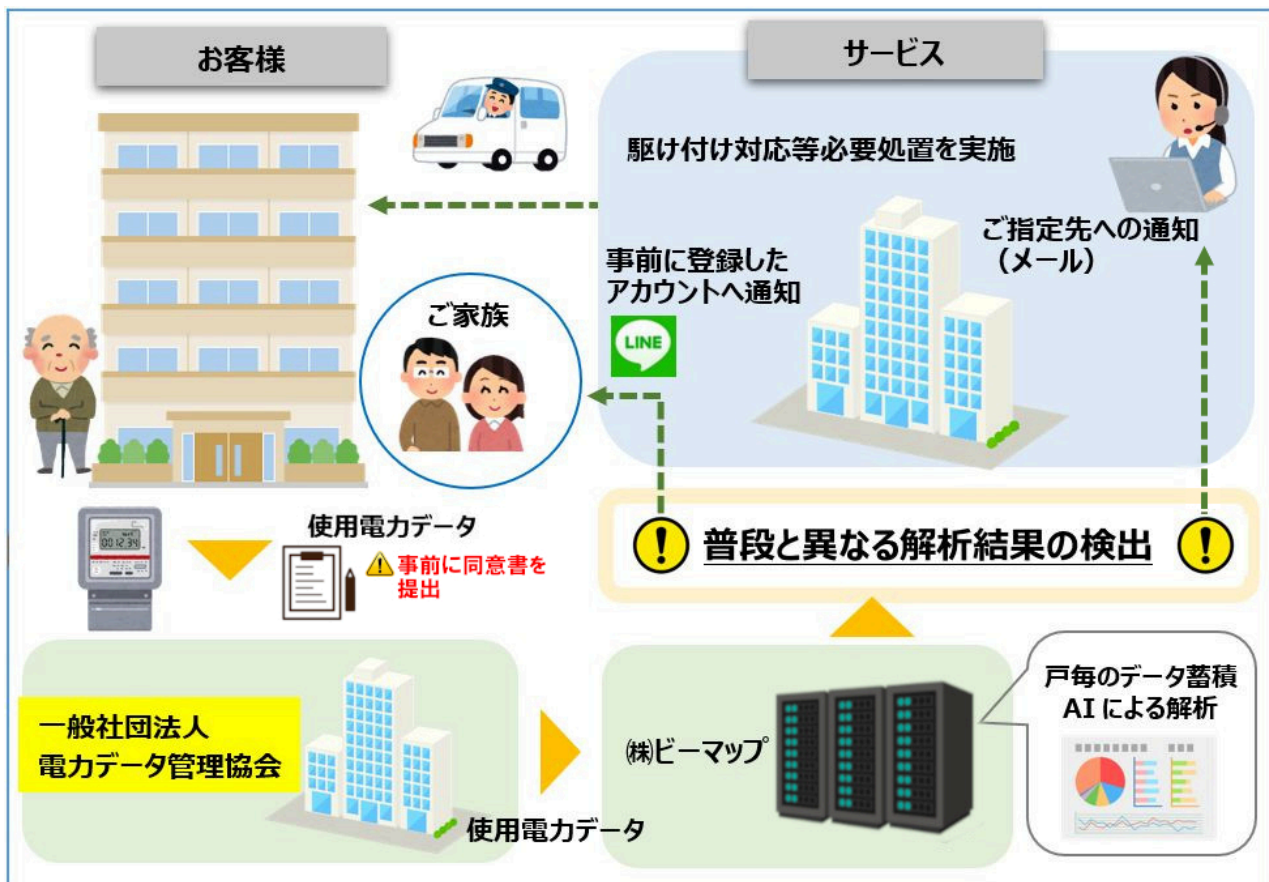 お客様
サービス
駆け付け対応等必要処置を実施
ご指定先への通知
（メール）
事前に登録した
アカウントへ通知
LINE
ご家族
使用電力データ
事前に同意書を
提出
普段と異なる解析結果の検出
一般社団法人
電力データ管理協会
使用電力データ
㈱ビーマップ
戸毎のデータ蓄積
AIによる解析